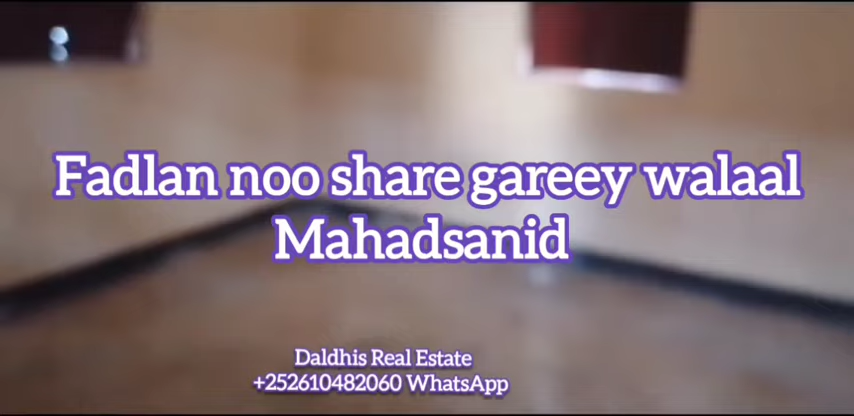 Fadlan noo share gareey walaal
Mahadsanid
Daldhis Real Estate
+252610482060 WhatsApp